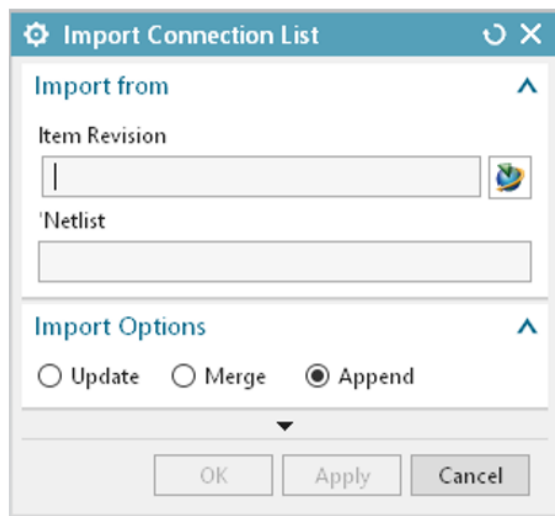 Import Connection List
Import from
Item Revision
'Netlist
Import Options
Update Merge Append
OK Apply Cancel